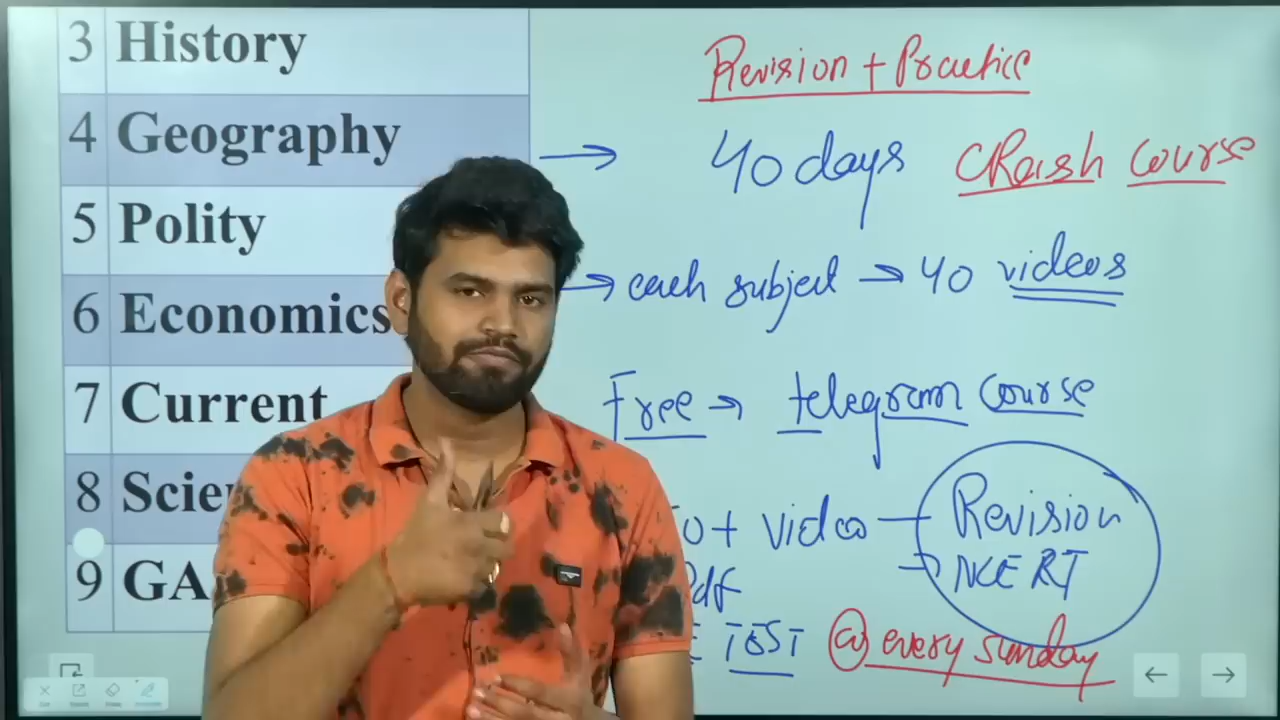 3 History
4 Geography
5 Polity
6 Economics
7 Current
8 Scie
9 GA
Revision + Practice
→ 40 days Crash Course
→ each subject → 40 videos
Free → telegram course
0+ video → Revision
→ NCERT
Pdf
TEST @ every sunday